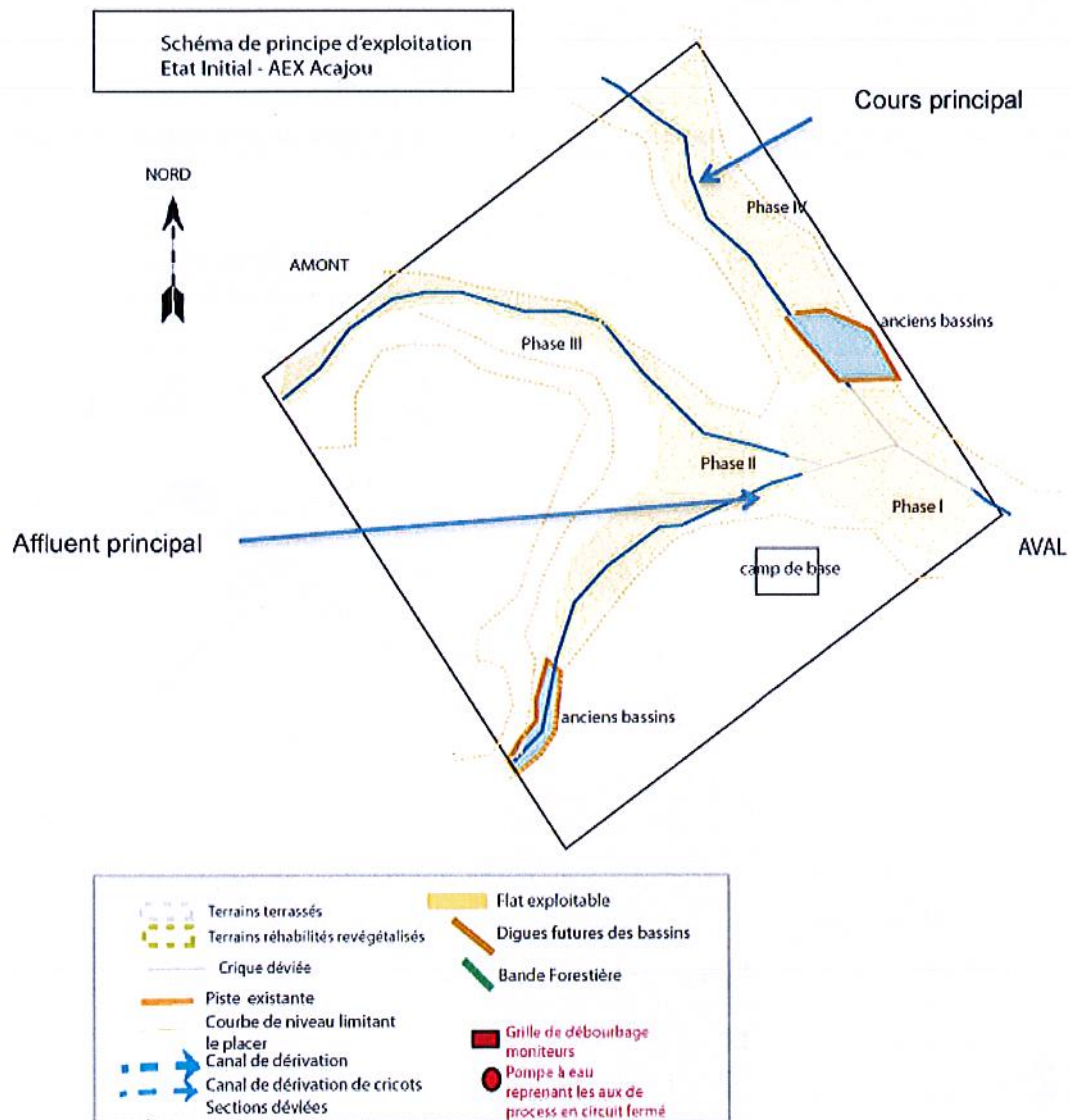 Schéma de principe d'exploitation
Etat Initial - AEX Acajou
Cours principal
NORD
Phase IV
AMONT
anciens bassins
Phase III
Phase II
Phase I
Affluent principal
AVAL
camp de base
anciens bassins
Terrains terrassés
Terrains réhabilités revégétalisés
Crique déviée
Piste existante
Courbe de niveau limitant
le placer
Canal de dérivation
Canal de dérivation de cricots
Sections déviées
Flat exploitable
Digues futures des bassins
Bande Forestière
Grille de débourbage
moniteurs
Pompe à eau
reprenant les aux de
process en circuit fermé